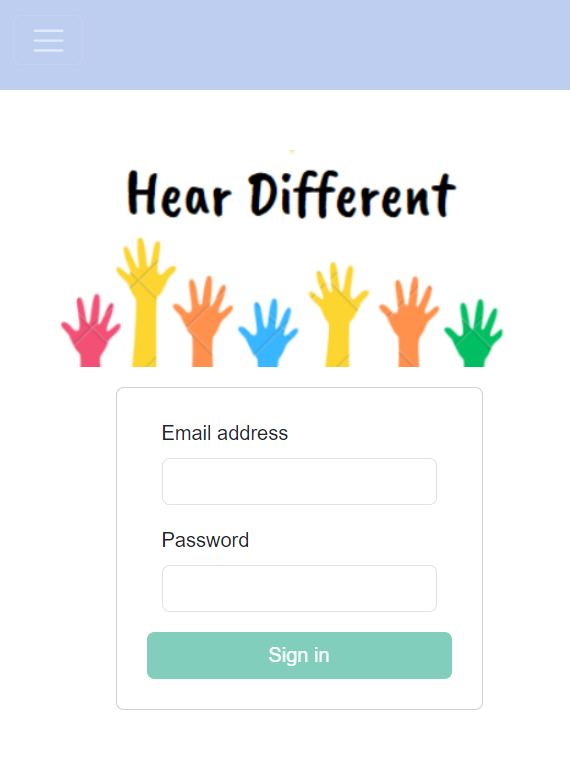 Hear Different
Email address
Password
Sign in